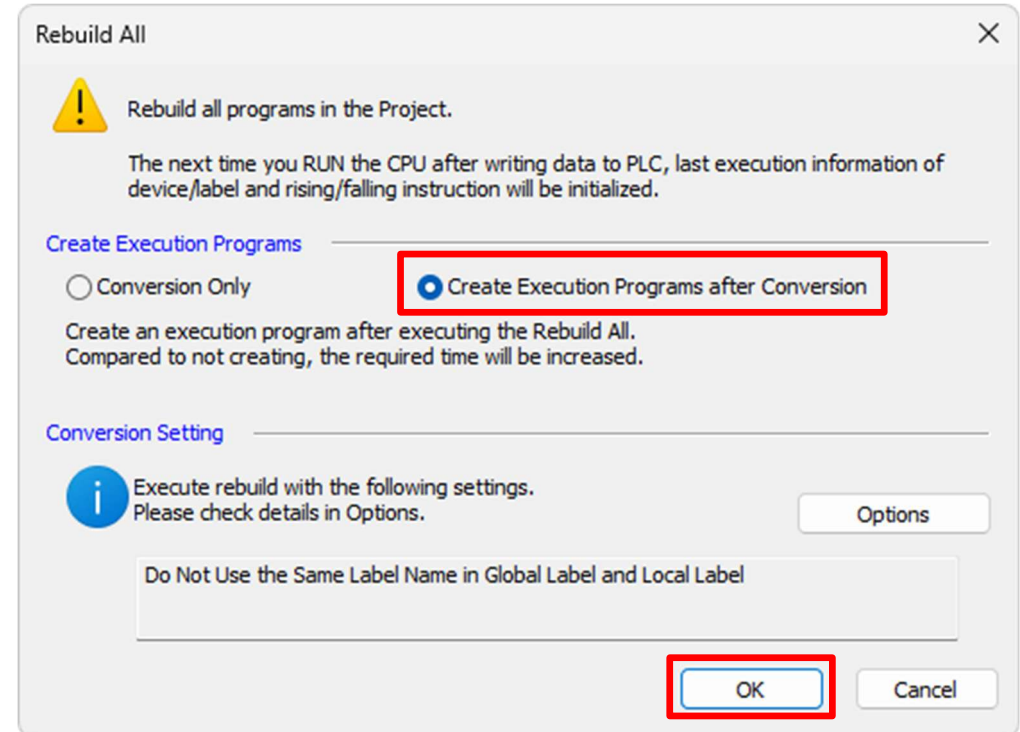 Rebuild All
Rebuild all programs in the Project.
The next time you RUN the CPU after writing data to PLC, last execution information of
device/label and rising/falling instruction will be initialized.
Create Execution Programs
Conversion Only
Create Execution Programs after Conversion
Create an execution program after executing the Rebuild All.
Compared to not creating, the required time will be increased.
Conversion Setting
Execute rebuild with the following settings.
Please check details in Options.
Options
Do Not Use the Same Label Name in Global Label and Local Label
OK
Cancel